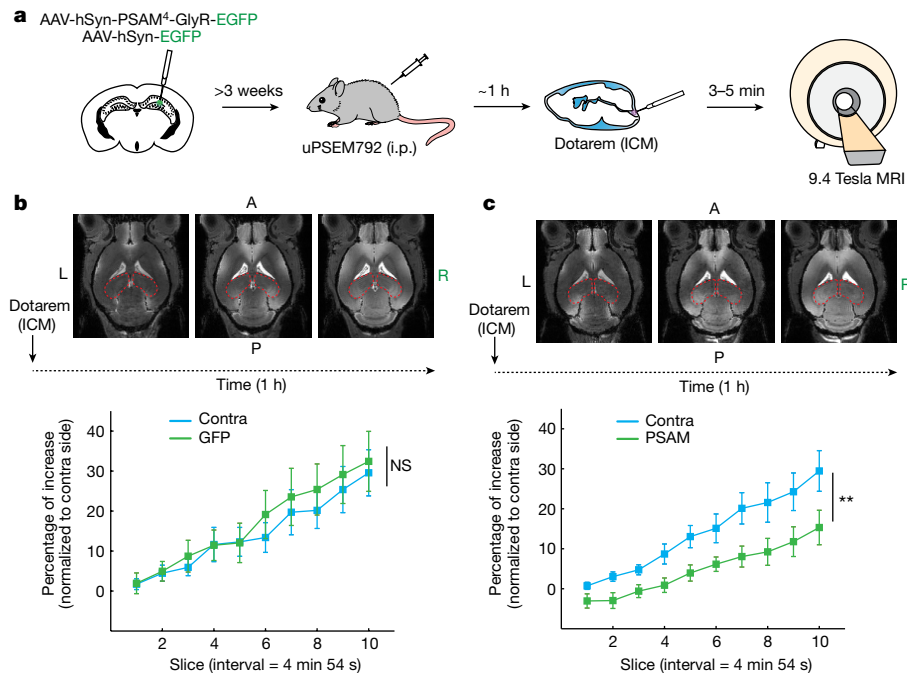 a
AAV-hSyn-PSAM⁴-GlyR-EGFP
AAV-hSyn-EGFP
>3 weeks
uPSEM792 (i.p.)
~1 h
Dotarem (ICM)
3–5 min
9.4 Tesla MRI
b
A
L
R
Dotarem
(ICM)
P
Time (1 h)
Percentage of increase
(normalized to contra side)
40
30
20
10
0
Contra
GFP
NS
2
4
6
8
10
Slice (interval = 4 min 54 s)
c
A
L
R
Dotarem
(ICM)
P
Time (1 h)
Percentage of increase
(normalized to contra side)
40
30
20
10
0
Contra
PSAM
**
2
4
6
8
10
Slice (interval = 4 min 54 s)